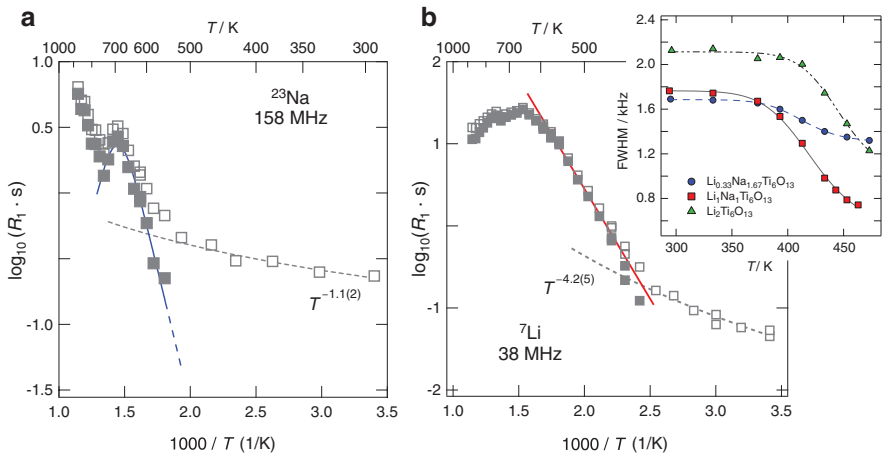 a
T / K
1000 700 600 500 400 300
1.0
0.5
-1.0
-1.5
log10(R1 · s)
23Na
158 MHz
T−1.1(2)
1.0 1.5 2.0 2.5 3.0 3.5
1000 / T (1/K)
b
T / K
1000 700 500
2
1
-1
-2
log10(R1 · s)
T−4.2(5)
7Li
38 MHz
1.0 1.5 2.0 2.5 3.0 3.5
1000 / T (1/K)
2.4
2.0
1.6
1.2
0.8
FWHM / kHz
Li0.33Na1.67Ti6O13
Li1Na1Ti6O13
Li2Ti6O13
300 350 400 450
T / K